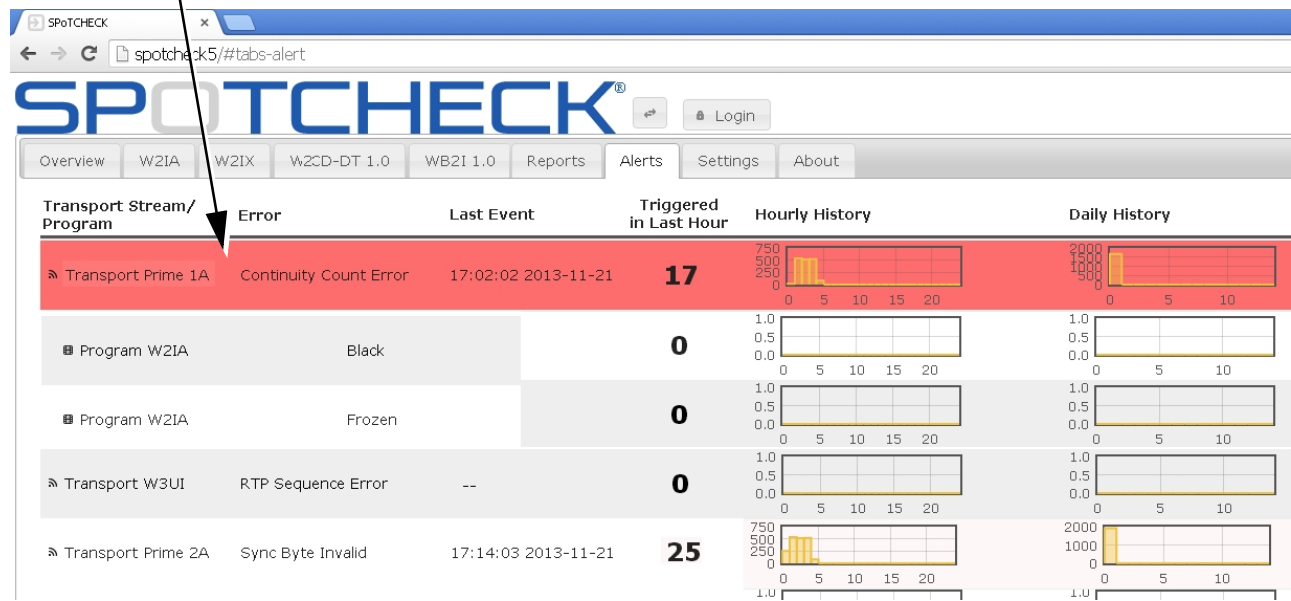 SPoTCHECK ×
spotcheck5/#tabs-alert
SPOTCHECK® Login
Overview W2IA W2IX W2CD-DT 1.0 WB2I 1.0 Reports Alerts Settings About
Transport Stream/
Program Error Last Event Triggered
in Last Hour Hourly History Daily History
Transport Prime 1A Continuity Count Error 17:02:02 2013-11-21 17
750
500
250
0
0 5 10 15 20
2000
1500
1000
500
0
0 5 10
Program W2IA Black 0
1.0
0.5
0.0
0 5 10 15 20
1.0
0.5
0.0
0 5 10
Program W2IA Frozen 0
1.0
0.5
0.0
0 5 10 15 20
1.0
0.5
0.0
0 5 10
Transport W3UI RTP Sequence Error -- 0
1.0
0.5
0.0
0 5 10 15 20
1.0
0.5
0.0
0 5 10
Transport Prime 2A Sync Byte Invalid 17:14:03 2013-11-21 25
750
500
250
0
0 5 10 15 20
2000
1000
0
0 5 10
1.0
1.0